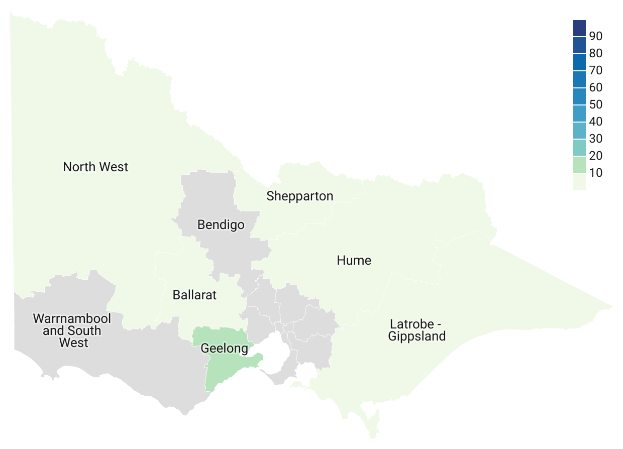 90
80
70
60
50
40
30
20
10
North West
Shepparton
Bendigo
Hume
Ballarat
Warrnambool
and South
West
Latrobe -
Gippsland
Geelong